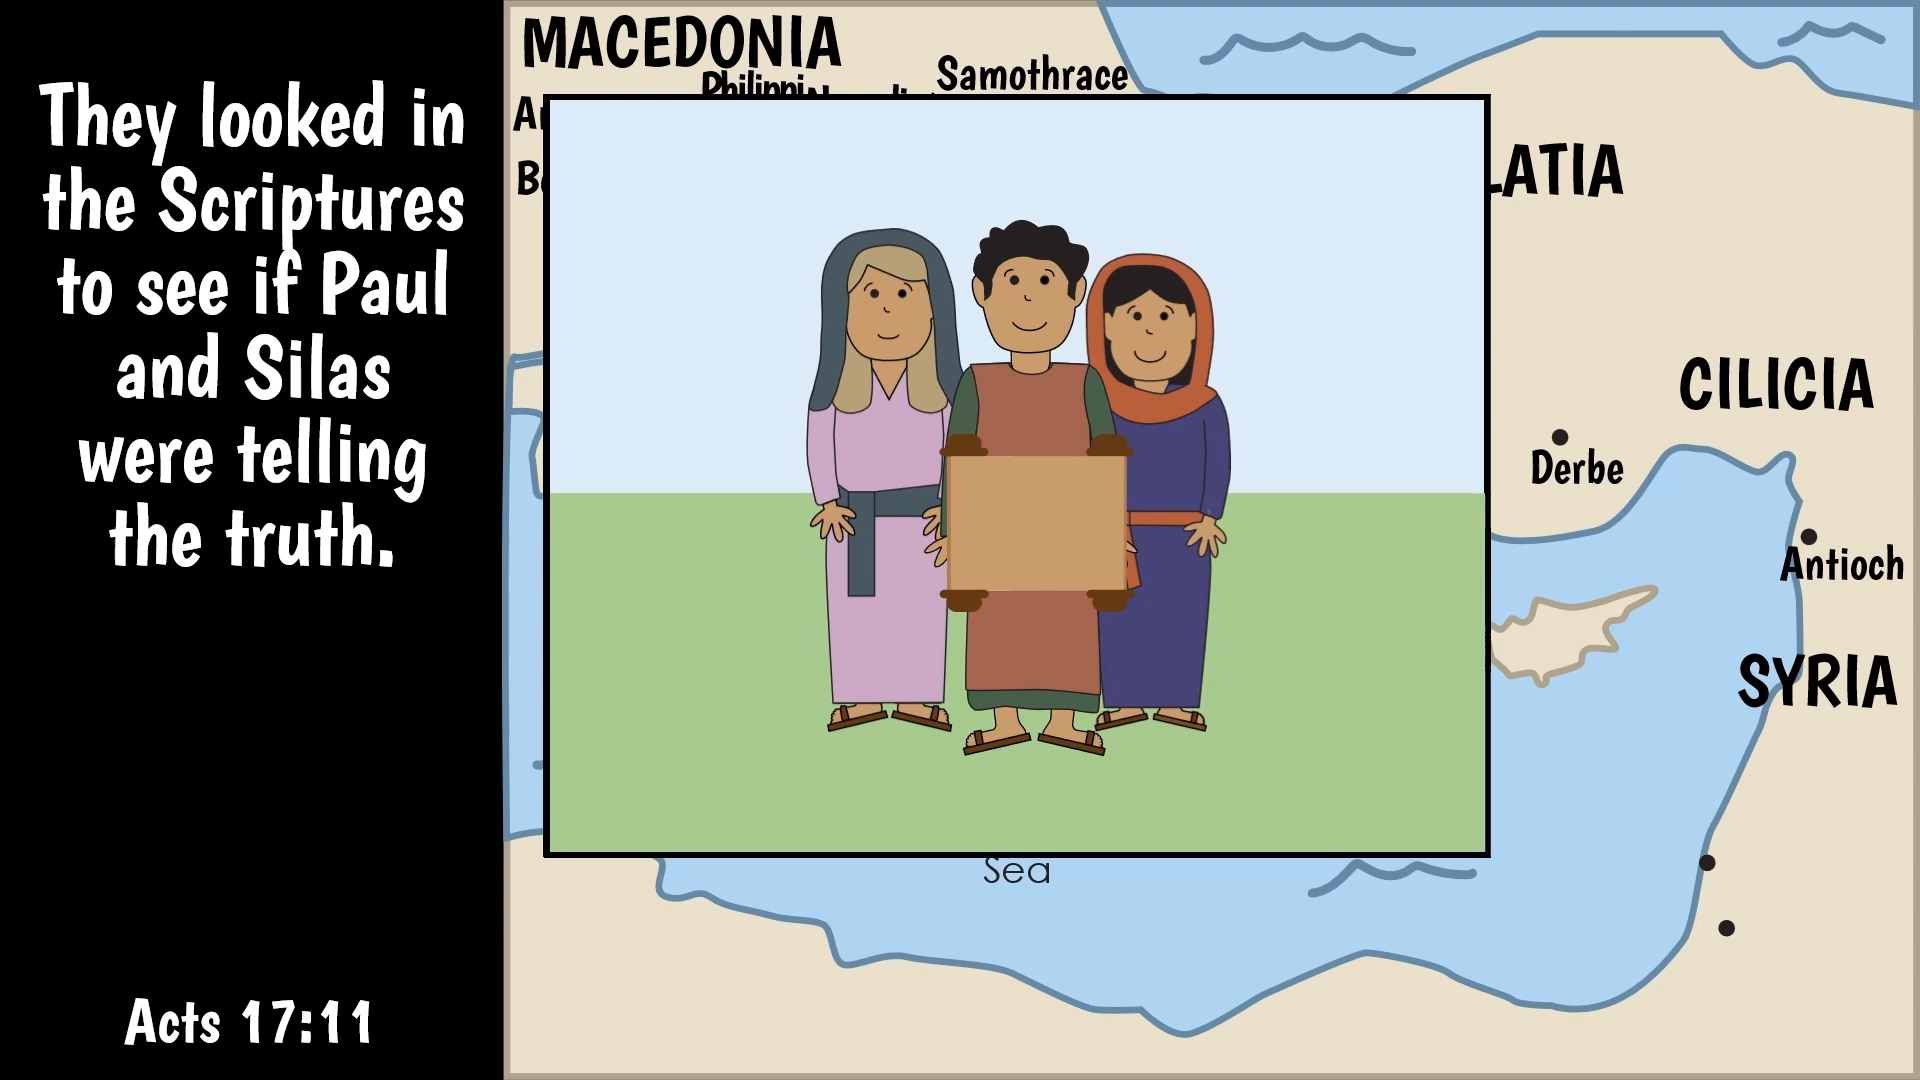 They looked in
the Scriptures
to see if Paul
and Silas
were telling
the truth.
Acts 17:11
MACEDONIA
Philippi
Samothrace
CILICIA
Derbe
Antioch
SYRIA
Sea